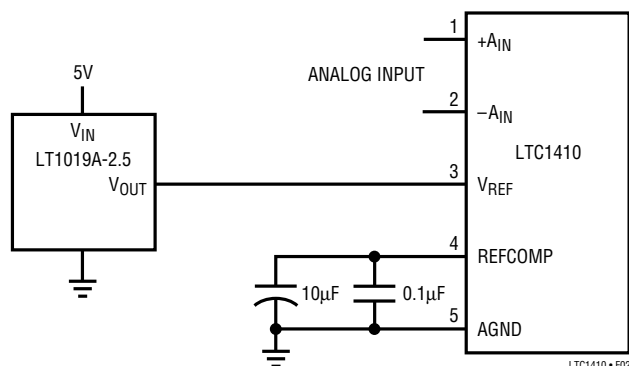 1
+AIN
ANALOG INPUT
2
–AIN
5V
VIN
LT1019A-2.5
VOUT
LTC1410
3
VREF
4
REFCOMP
10µF
0.1µF
5
AGND